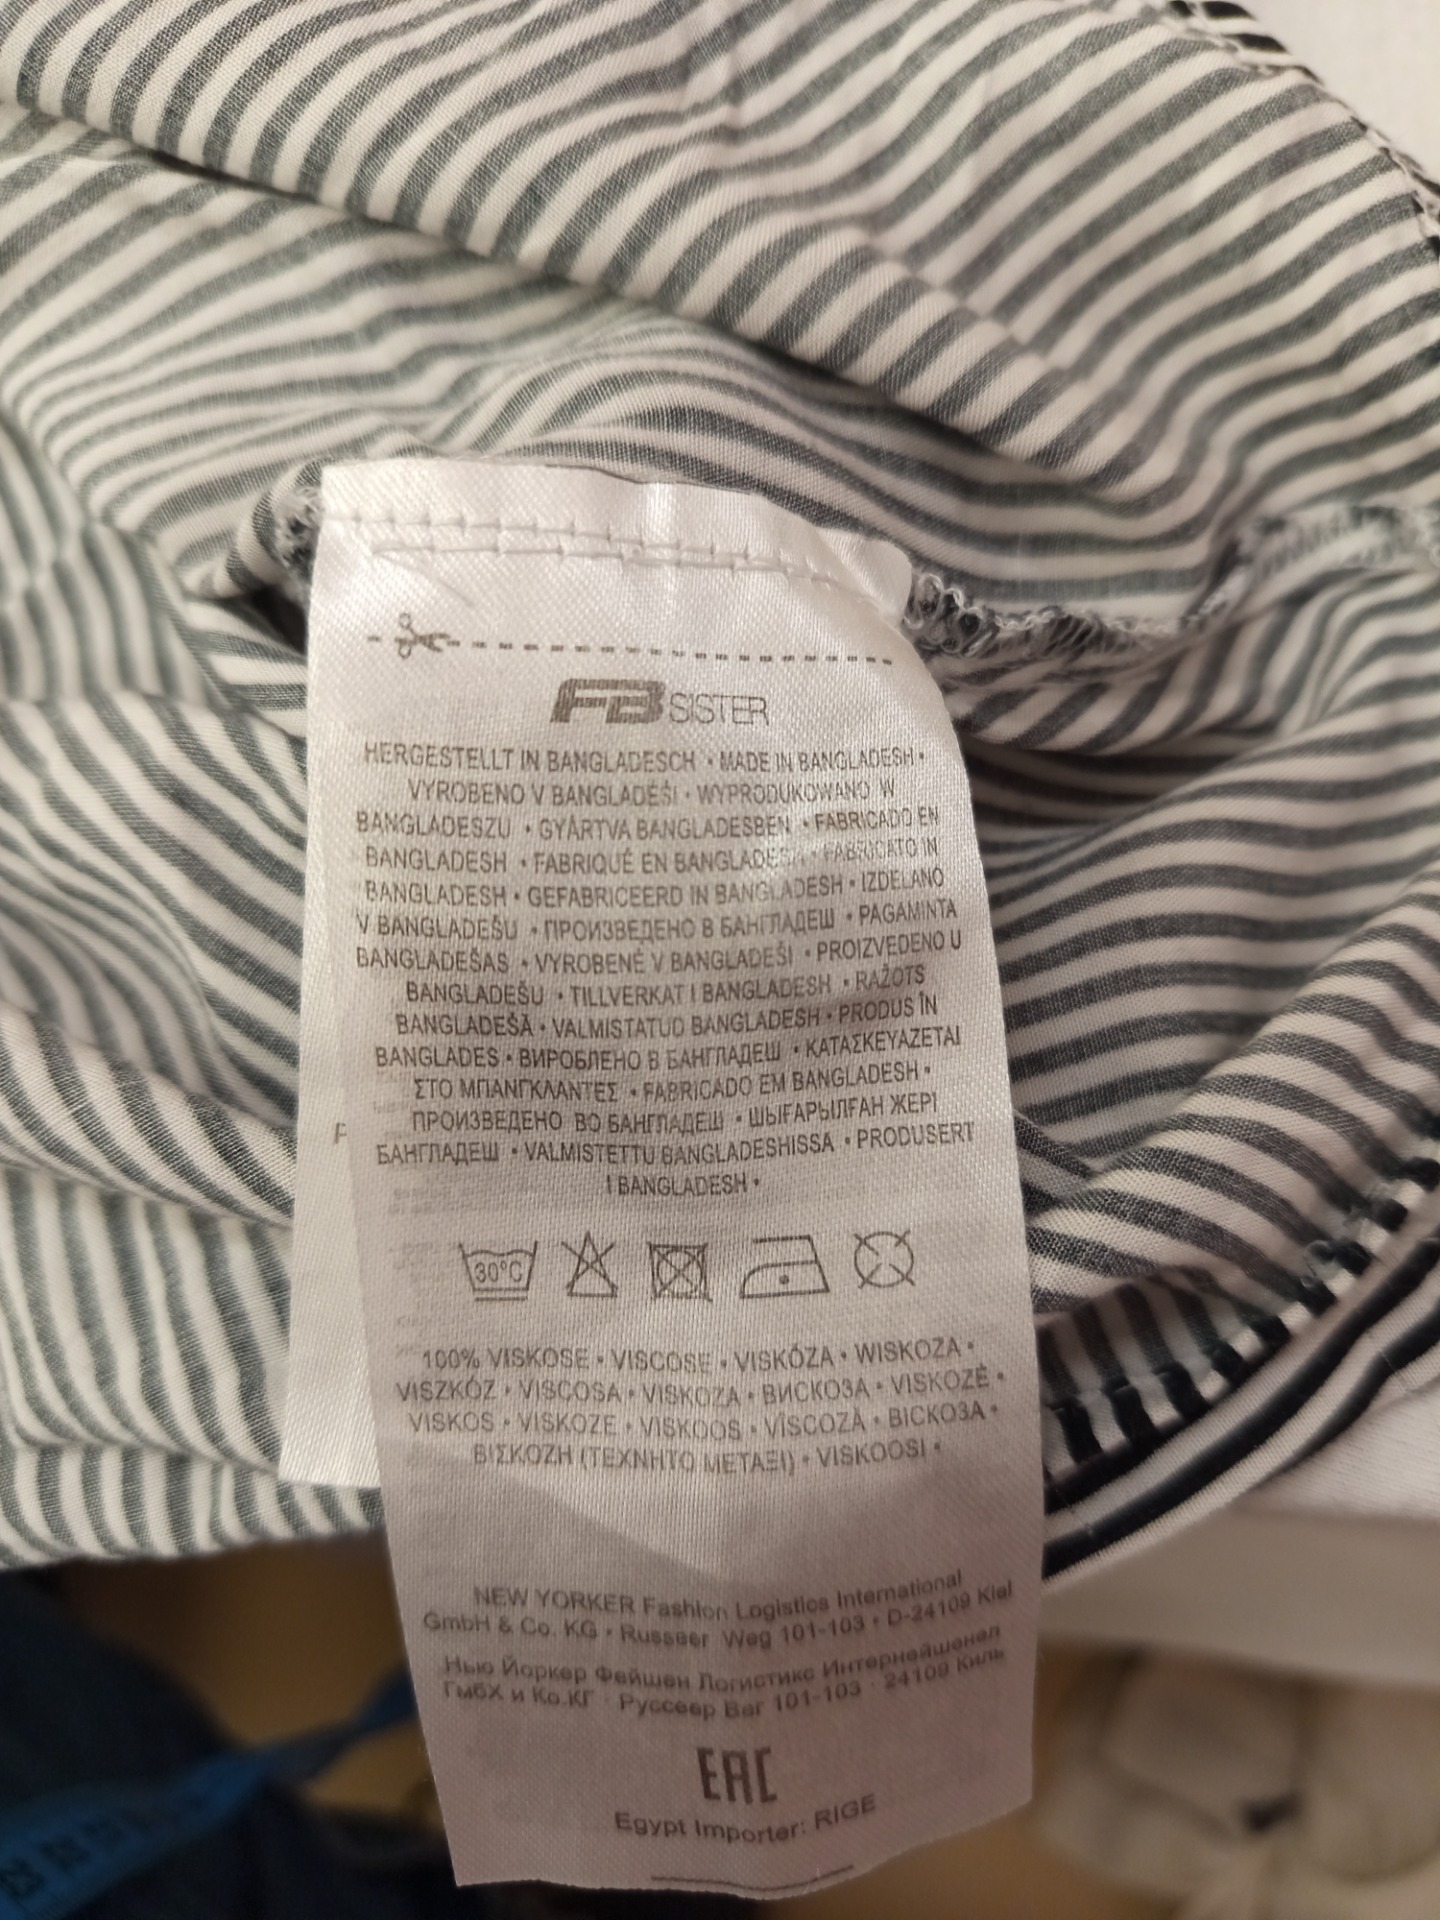 FB SISTER
HERGESTELLT IN BANGLADESCH • MADE IN BANGLADESH •
VYROBENO V BANGLADÉŠI • WYPRODUKOWANO W
BANGLADESZU • GYÁRTVA BANGLADESBEN • FABRICADO EN
BANGLADESH • FABRIQUÉ EN BANGLADESH • FABRICATO IN
BANGLADESH • GEFABRICEERD IN BANGLADESH • IZDELANO
V BANGLADEŠU • ПРОИЗВЕДЕНО В БАНГЛАДЕШ • PAGAMINTA
BANGLADEŠAS • VYROBENÉ V BANGLADEŠI • PROIZVEDENO U
BANGLADEŠU • TILLVERKAT I BANGLADESH • RAŽOTS
BANGLADEŠĀ • VALMISTATUD BANGLADESH • PRODUS ÎN
BANGLADES • ВИРОБЛЕНО В БАНГЛАДЕШ • ΚΑΤΑΣΚΕΥΑΖΕΤΑΙ
ΣΤΟ ΜΠΑΝΓΚΛΑΝΤΕΣ • FABRICADO EM BANGLADESH •
ПРОИЗВЕДЕНО ВО БАНГЛАДЕШ • ШЫҒАРЫЛҒАН ЖЕРІ
БАНГЛАДЕШ • VALMISTETTU BANGLADESHISSA • PRODUSERT
I BANGLADESH •
30°C
100% VISKOSE • VISCOSE • VISKÓZA • WISKOZA •
VISZKÓZ • VISCOSA • VISKOZA • ВИСКОЗА • VISKOZĖ •
VISKOS • VISKOZE • VISKOOS • VÎSCOZĂ • ВІСКОЗА •
ΒΙΣΚΟΖΗ (ΤΕΧΝΗΤΟ ΜΕΤΑΞΙ) • VISKOOSI •
NEW YORKER Fashion Logistics International
GmbH & Co. KG • Russeer Weg 101-103 • D-24109 Kiel
Нью Йоркер Фейшен Логистикс Интернейшенел
ГмбХ и Ко.КГ · Руссеер Вег 101-103 · 24109 Киль
EAC
Egypt Importer: RIGE